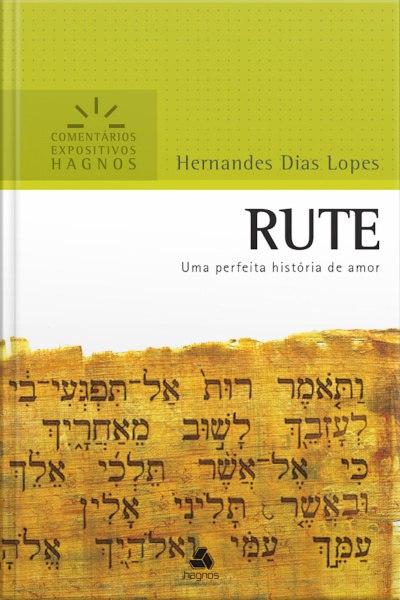 COMENTÁRIOS
EXPOSITIVOS
HAGNOS
Hernandes Dias Lopes
RUTE
Uma perfeita história de amor
וַתֹּאמֶר רוּת אַל־תִּפְגְּעִי־בִי
לְעָזְבֵךְ לָשׁוּב מֵאַחֲרָיִךְ
כִּי אֶל־אֲשֶׁר תֵּלְכִי אֵלֵךְ
וּבַאֲשֶׁר תָּלִינִי אָלִין
עַמֵּךְ עַמִּי וֵאלֹהַיִךְ אֱלֹהָי
hagnos